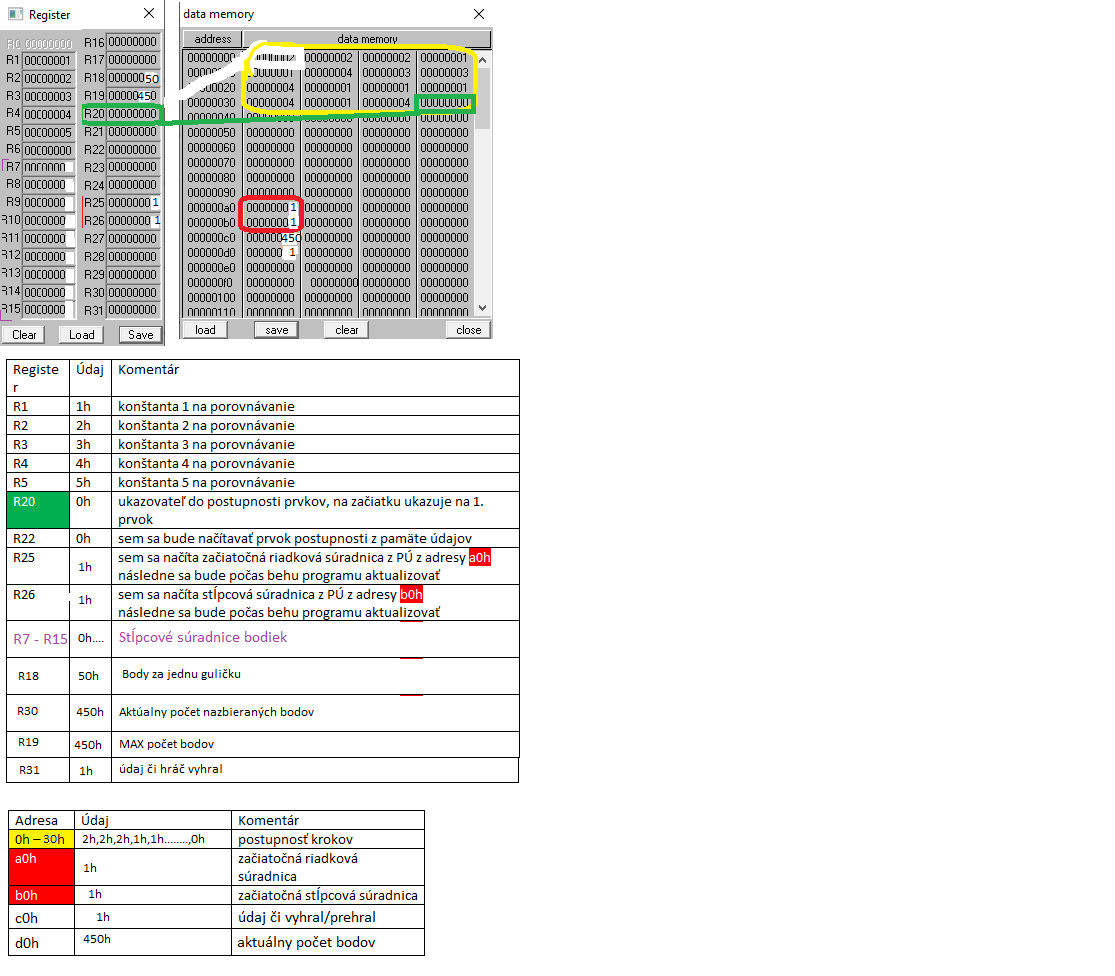 Register
R0 00000000 R16 00000000
R1 00000001 R17 00000000
R2 00000002 R18 00000050
R3 00000003 R19 00000450
R4 00000004 R20 00000000
R5 00000005 R21 00000000
R6 00000000 R22 00000000
R7 0000000 R23 00000000
R8 0000000 R24 00000000
R9 0000000 R25 0000000 1
R10 0000000 R26 0000000 1
R11 0000000 R27 00000000
R12 0000000 R28 00000000
R13 0000000 R29 00000000
R14 0000000 R30 00000000
R15 0000000 R31 00000000
Clear Load Save
data memory
address data memory
00000000 00000002 00000002 00000001
00000001 00000004 00000003 00000003
00000020 00000004 00000001 00000001 00000001
00000030 00000004 00000001 00000004 00000000
00000040 00000000 00000000 00000000 00000000
00000050 00000000 00000000 00000000 00000000
00000060 00000000 00000000 00000000 00000000
00000070 00000000 00000000 00000000 00000000
00000080 00000000 00000000 00000000 00000000
00000090 00000000 00000000 00000000 00000000
000000a0 0000000 1 00000000 00000000 00000000
000000b0 0000000 1 00000000 00000000 00000000
000000c0 000000450 00000000 00000000 00000000
000000d0 000000 1 00000000 00000000 00000000
000000e0 00000000 00000000 00000000 00000000
000000f0 00000000 00000000 00000000 00000000
00000100 00000000 00000000 00000000 00000000
00000110 00000000 00000000 00000000 00000000
load save clear close
Registe
r
Údaj Komentár
R1 1h konštanta 1 na porovnávanie
R2 2h konštanta 2 na porovnávanie
R3 3h konštanta 3 na porovnávanie
R4 4h konštanta 4 na porovnávanie
R5 5h konštanta 5 na porovnávanie
R20 0h ukazovateľ do postupnosti prvkov, na začiatku ukazuje na 1.
prvok
R22 0h sem sa bude načítavať prvok postupnosti z pamäte údajov
R25 1h sem sa načíta začiatočná riadková súradnica z PÚ z adresy a0h
následne sa bude počas behu programu aktualizovať
R26 1h sem sa načíta stĺpcová súradnica z PÚ z adresy b0h
následne sa bude počas behu programu aktualizovať
R7 - R15 0h.... Stĺpcové súradnice bodiek
R18 50h Body za jednu guličku
R30 450h Aktúalny počet nazbieraných bodov
R19 450h MAX počet bodov
R31 1h údaj či hráč vyhral
Adresa Údaj Komentár
0h – 30h 2h,2h,2h,1h,1h........,0h postupnosť krokov
a0h 1h začiatočná riadková
súradnica
b0h 1h začiatočná stĺpcová súradnica
c0h 1h údaj či vyhral/prehral
d0h 450h aktuálny počet bodov